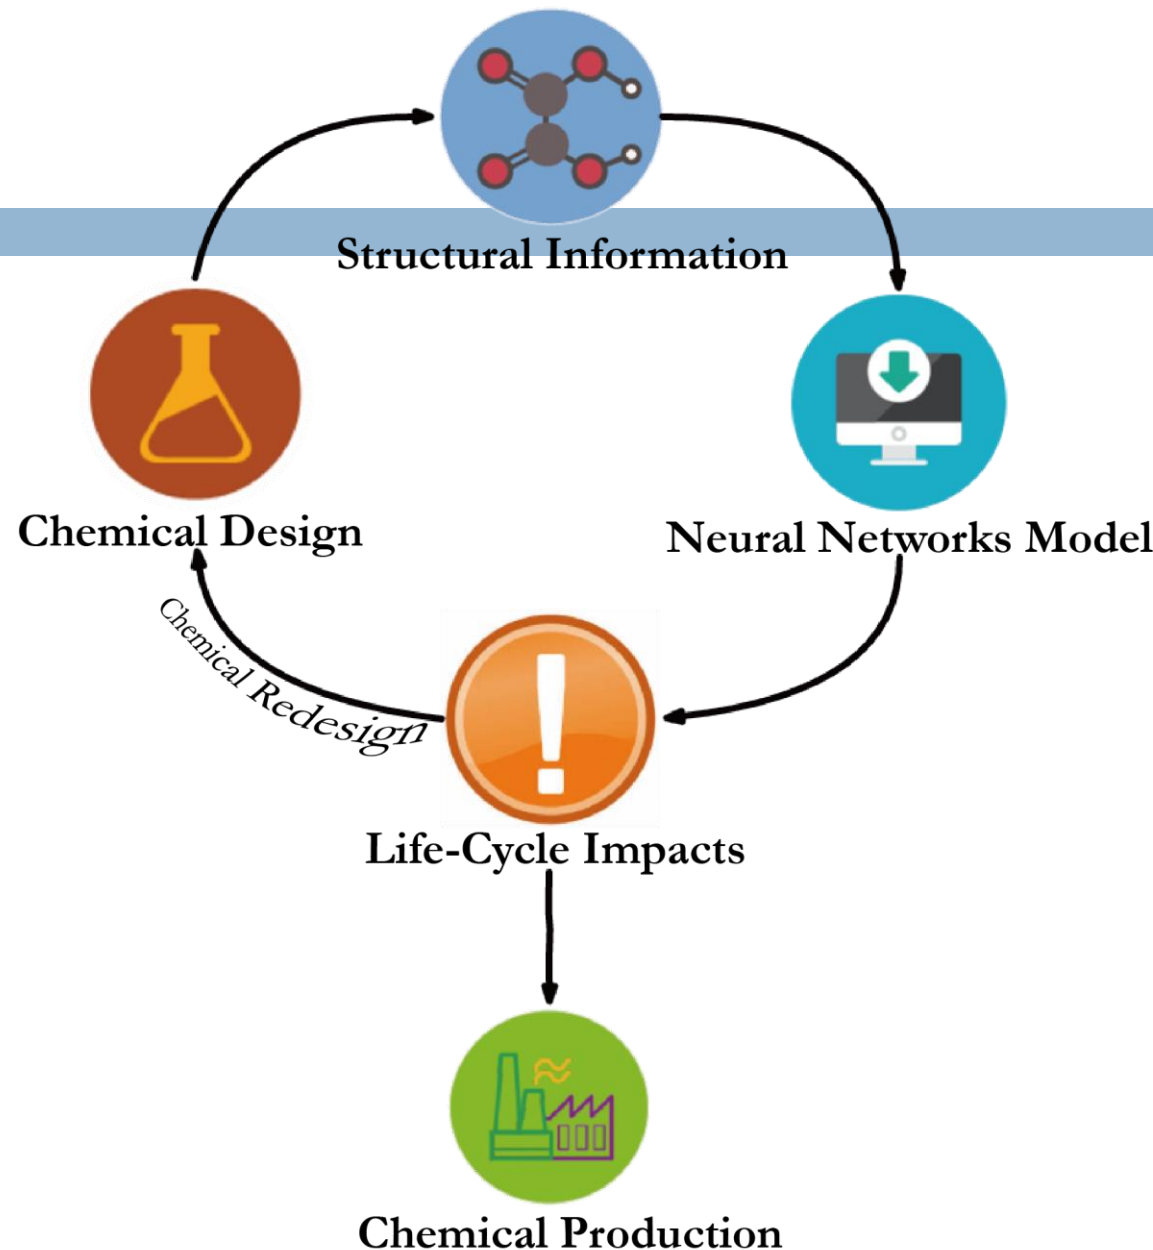 Structural Information
Chemical Design
Neural Networks Model
Chemical Redesign
Life-Cycle Impacts
Chemical Production